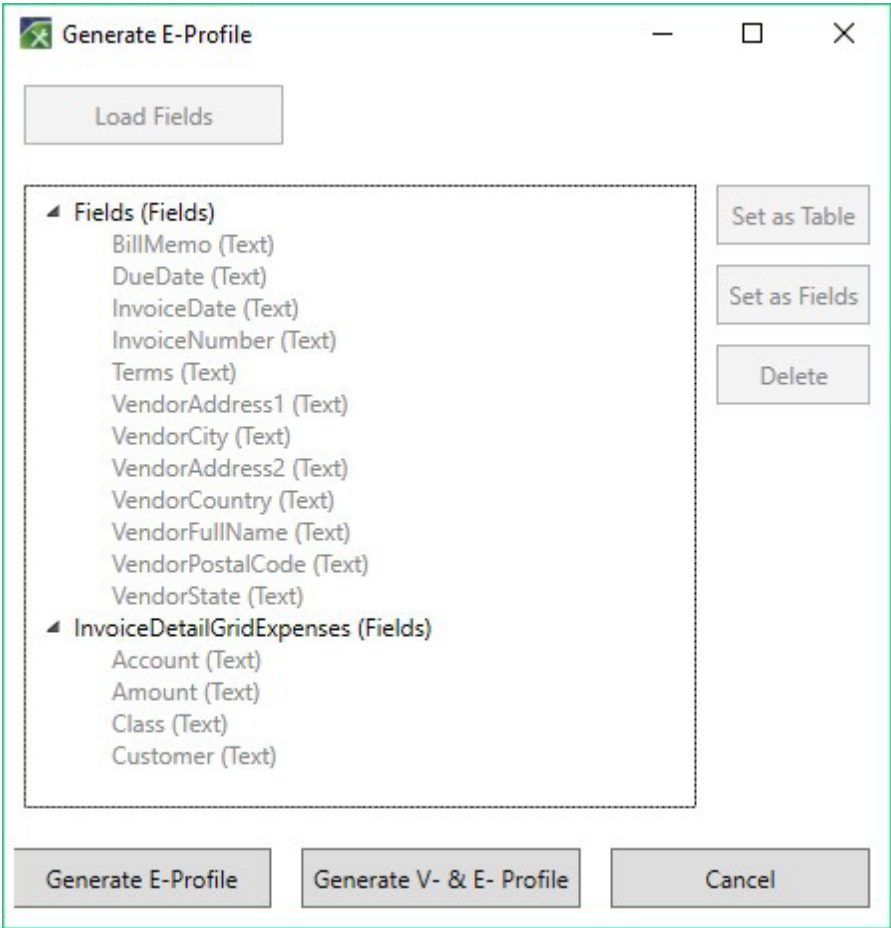 Generate E-Profile
Load Fields
Fields (Fields)
BillMemo (Text)
DueDate (Text)
InvoiceDate (Text)
InvoiceNumber (Text)
Terms (Text)
VendorAddress1 (Text)
VendorCity (Text)
VendorAddress2 (Text)
VendorCountry (Text)
VendorFullName (Text)
VendorPostalCode (Text)
VendorState (Text)
InvoiceDetailGridExpenses (Fields)
Account (Text)
Amount (Text)
Class (Text)
Customer (Text)
Set as Table
Set as Fields
Delete
Generate E-Profile
Generate V- & E- Profile
Cancel